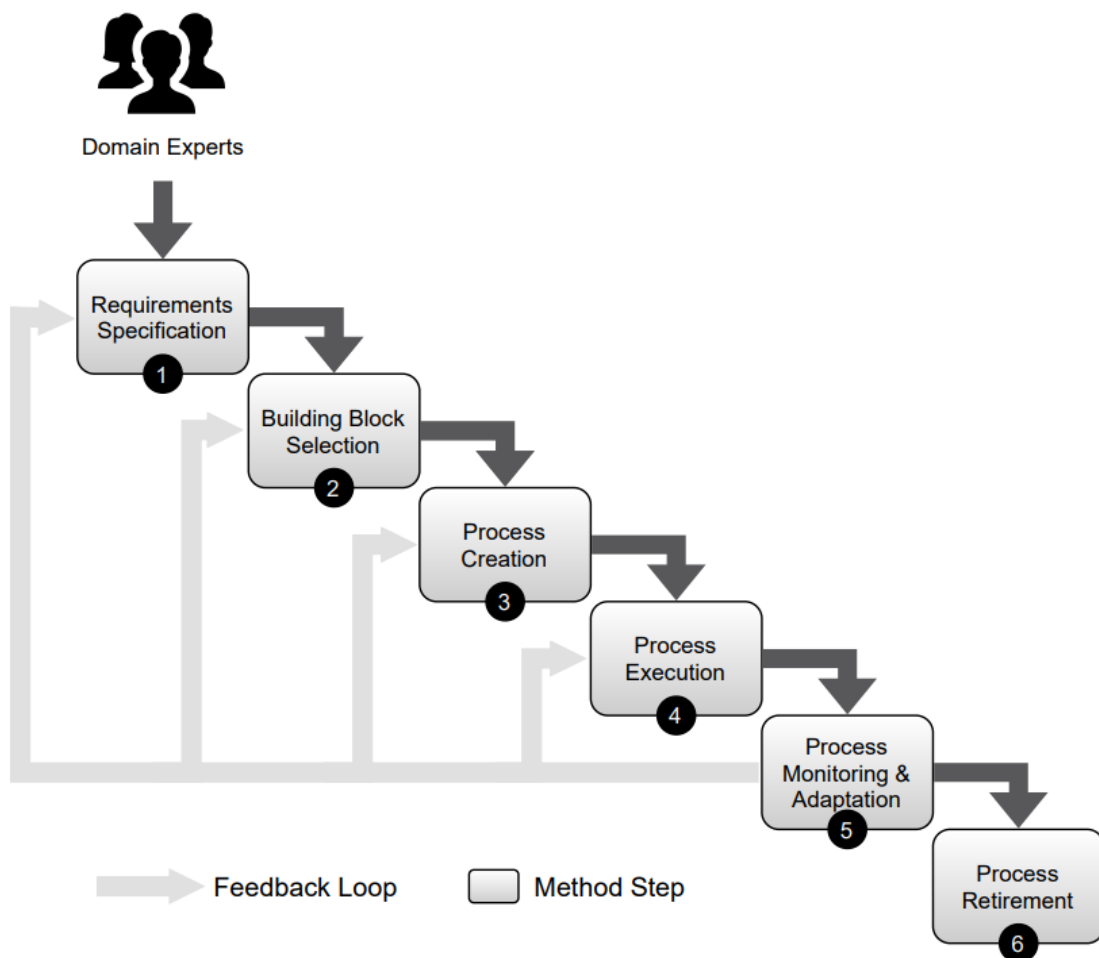 Domain Experts
Requirements
Specification
1
Building Block
Selection
2
Process
Creation
3
Process
Execution
4
Process
Monitoring &
Adaptation
5
Process
Retirement
6
Feedback Loop
Method Step